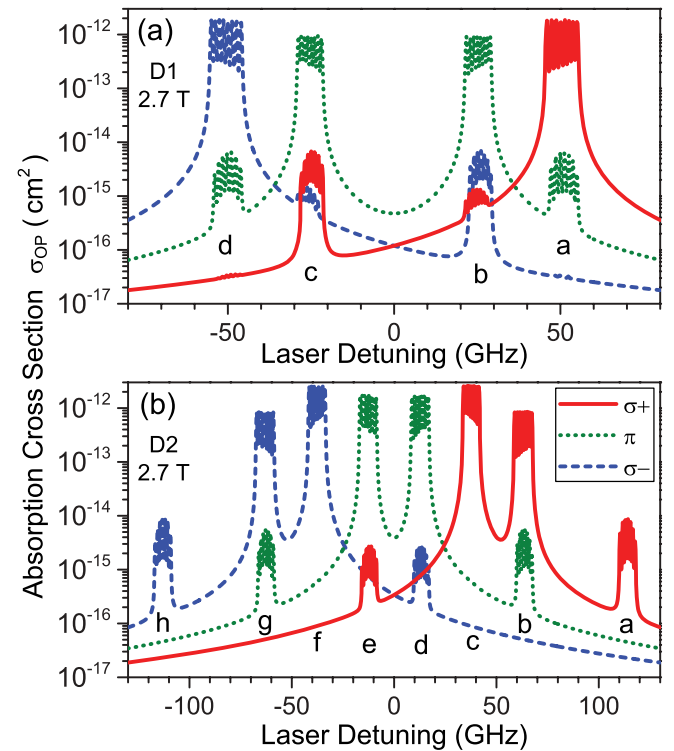 Absorption Cross Section σOP ( cm²)
(a)
D1
2.7 T
10⁻¹²
10⁻¹³
10⁻¹⁴
10⁻¹⁵
10⁻¹⁶
10⁻¹⁷
d c b a
-50 0 50
Laser Detuning (GHz)
(b)
D2
2.7 T
σ+
π
σ−
10⁻¹²
10⁻¹³
10⁻¹⁴
10⁻¹⁵
10⁻¹⁶
10⁻¹⁷
h g f e d c b a
-100 -50 0 50 100
Laser Detuning (GHz)